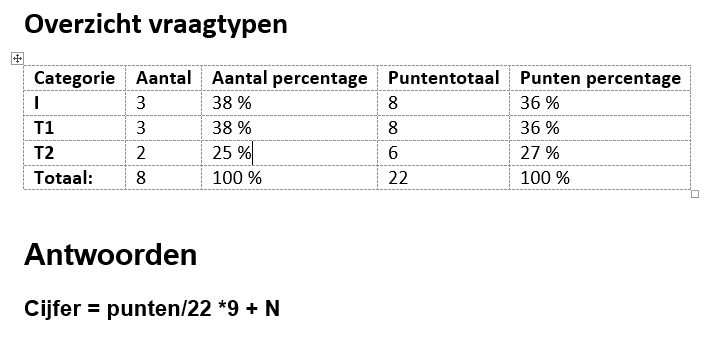 Overzicht vraagtypen
Categorie Aantal Aantal percentage Puntentotaal Punten percentage
I 3 38 % 8 36 %
T1 3 38 % 8 36 %
T2 2 25 % 6 27 %
Totaal: 8 100 % 22 100 %
Antwoorden
Cijfer = punten/22 *9 + N